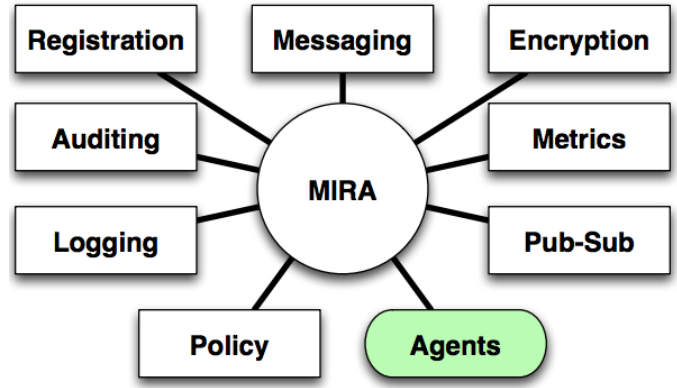 Registration
Messaging
Encryption
Auditing
Metrics
MIRA
Logging
Pub-Sub
Policy
Agents